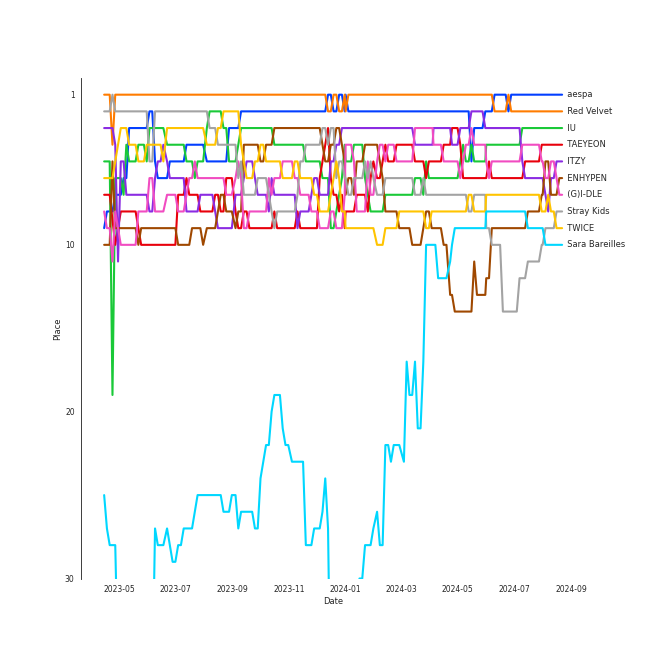 1
10
20
30
Place
aespa
Red Velvet
IU
TAEYEON
ITZY
ENHYPEN
(G)I-DLE
Stray Kids
TWICE
Sara Bareilles
2023-05 2023-07 2023-09 2023-11 2024-01 2024-03 2024-05 2024-07 2024-09
Date